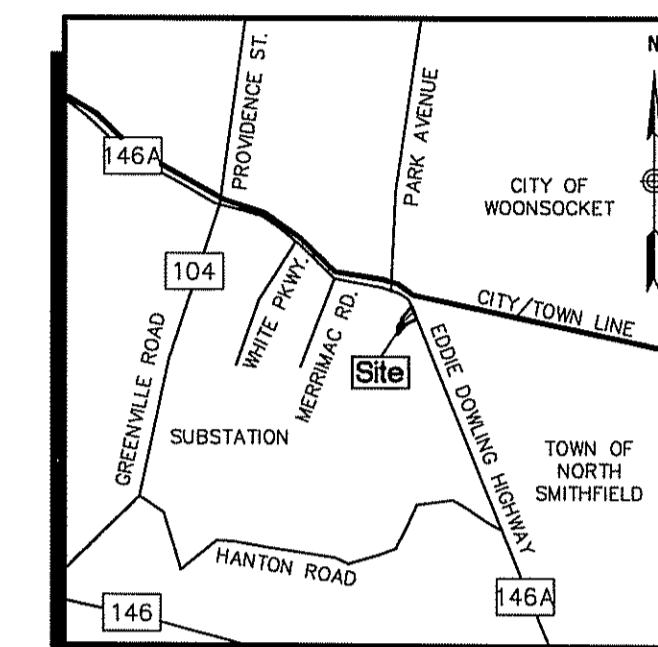 PROVIDENCE ST.
PARK AVENUE
N
146A
CITY OF
WOONSOCKET
104
WHITE PKWY.
MERRIMAC RD.
CITY/TOWN LINE
Site
GREENVILLE ROAD
EDDIE DOWLING HIGHWAY
SUBSTATION
TOWN OF
NORTH
SMITHFIELD
HANTON ROAD
146
146A